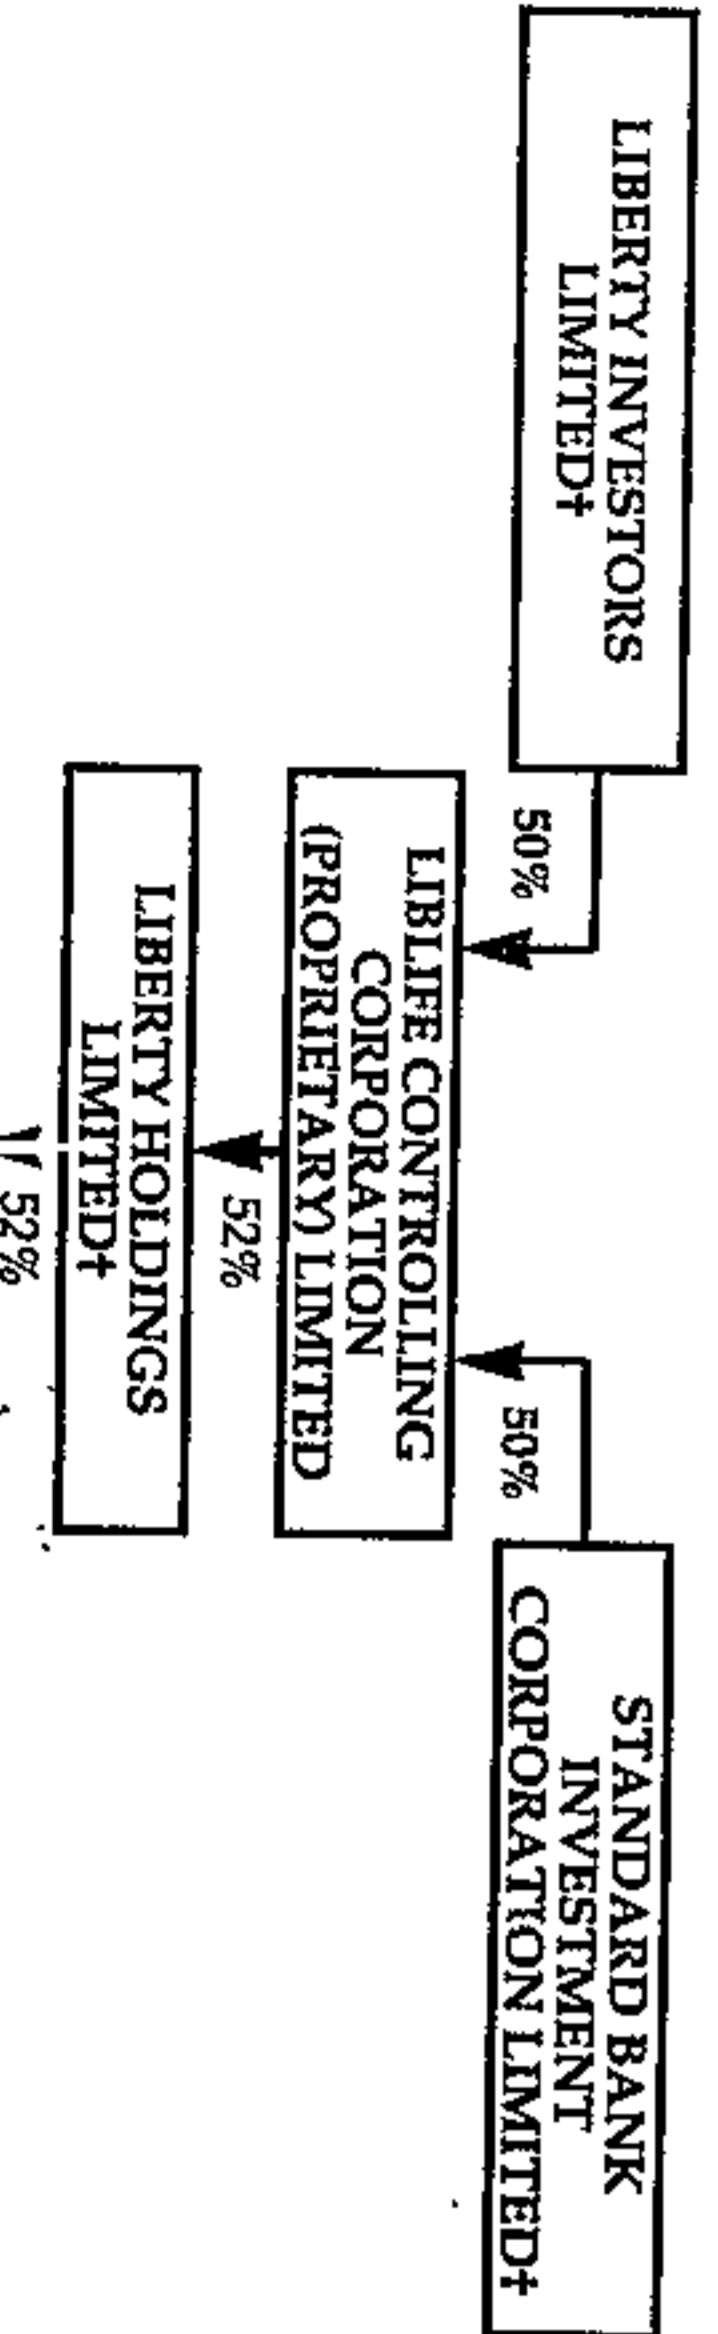 LIBERTY INVESTORS
LIMITED†
STANDARD BANK
INVESTMENT
CORPORATION LIMITED‡
50%
50%
LIBLIFE CONTROLLING
CORPORATION
(PROPRIETARY) LIMITED
52%
LIBERTY HOLDINGS
LIMITED†
52%